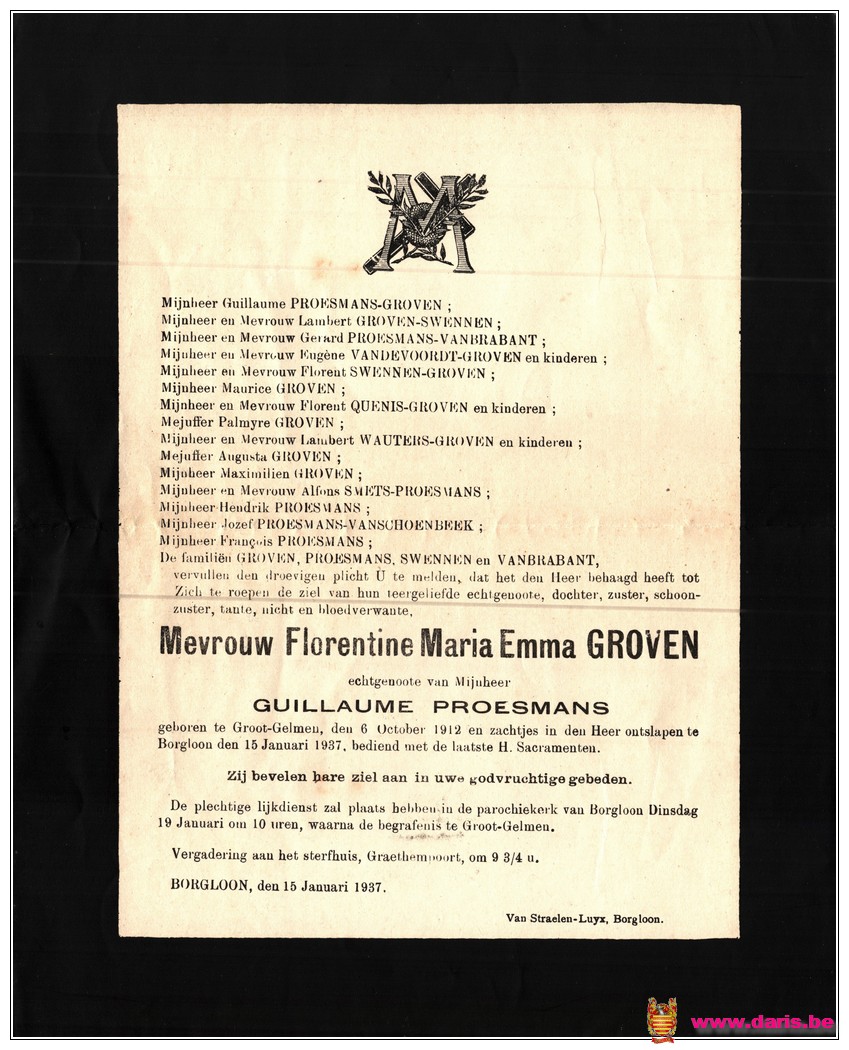 M
Mijnheer Guillaume PROESMANS-GROVEN ;
Mijnheer en Mevrouw Lambert GROVEN-SWENNEN ;
Mijnheer en Mevrouw Gerard PROESMANS-VANBRABANT ;
Mijnheer en Mevrouw Eugène VANDEVOORDT-GROVEN en kinderen ;
Mijnheer en Mevrouw Florent SWENNEN-GROVEN ;
Mijnheer Maurice GROVEN ;
Mijnheer en Mevrouw Florent QUENIS-GROVEN en kinderen ;
Mejuffer Palmyre GROVEN ;
Mijnheer en Mevrouw Lambert WAUTERS-GROVEN en kinderen ;
Mejuffer Augusta GROVEN ;
Mijnheer Maximilien GROVEN ;
Mijnheer en Mevrouw Alfons SMETS-PROESMANS ;
Mijnheer Hendrik PROESMANS ;
Mijnheer Jozef PROESMANS-VANSCHOENBEEK ;
Mijnheer François PROESMANS ;
De familiën GROVEN, PROESMANS, SWENNEN en VANBRABANT,
vervullen den droevigen plicht U te melden, dat het den Heer behaagd heeft tot
Zich te roepen de ziel van hun teergeliefde echtgenoote, dochter, zuster, schoon-
zuster, tante, nicht en bloedverwante,
Mevrouw Florentine Maria Emma GROVEN
echtgenoote van Mijnheer
GUILLAUME PROESMANS
geboren te Groot-Gelmen, den 6 October 1912 en zachtjes in den Heer ontslapen te
Borgloon den 15 Januari 1937, bediend met de laatste H. Sacramenten.
Zij bevelen hare ziel aan in uwe godvruchtige gebeden.
De plechtige lijkdienst zal plaats hebben in de parochiekerk van Borgloon Dinsdag
19 Januari om 10 uren, waarna de begrafenis te Groot-Gelmen.
Vergadering aan het sterfhuis, Graethempoort, om 9 3/4 u.
BORGLOON, den 15 Januari 1937.
Van Straelen-Luyx, Borgloon.
www.daris.be